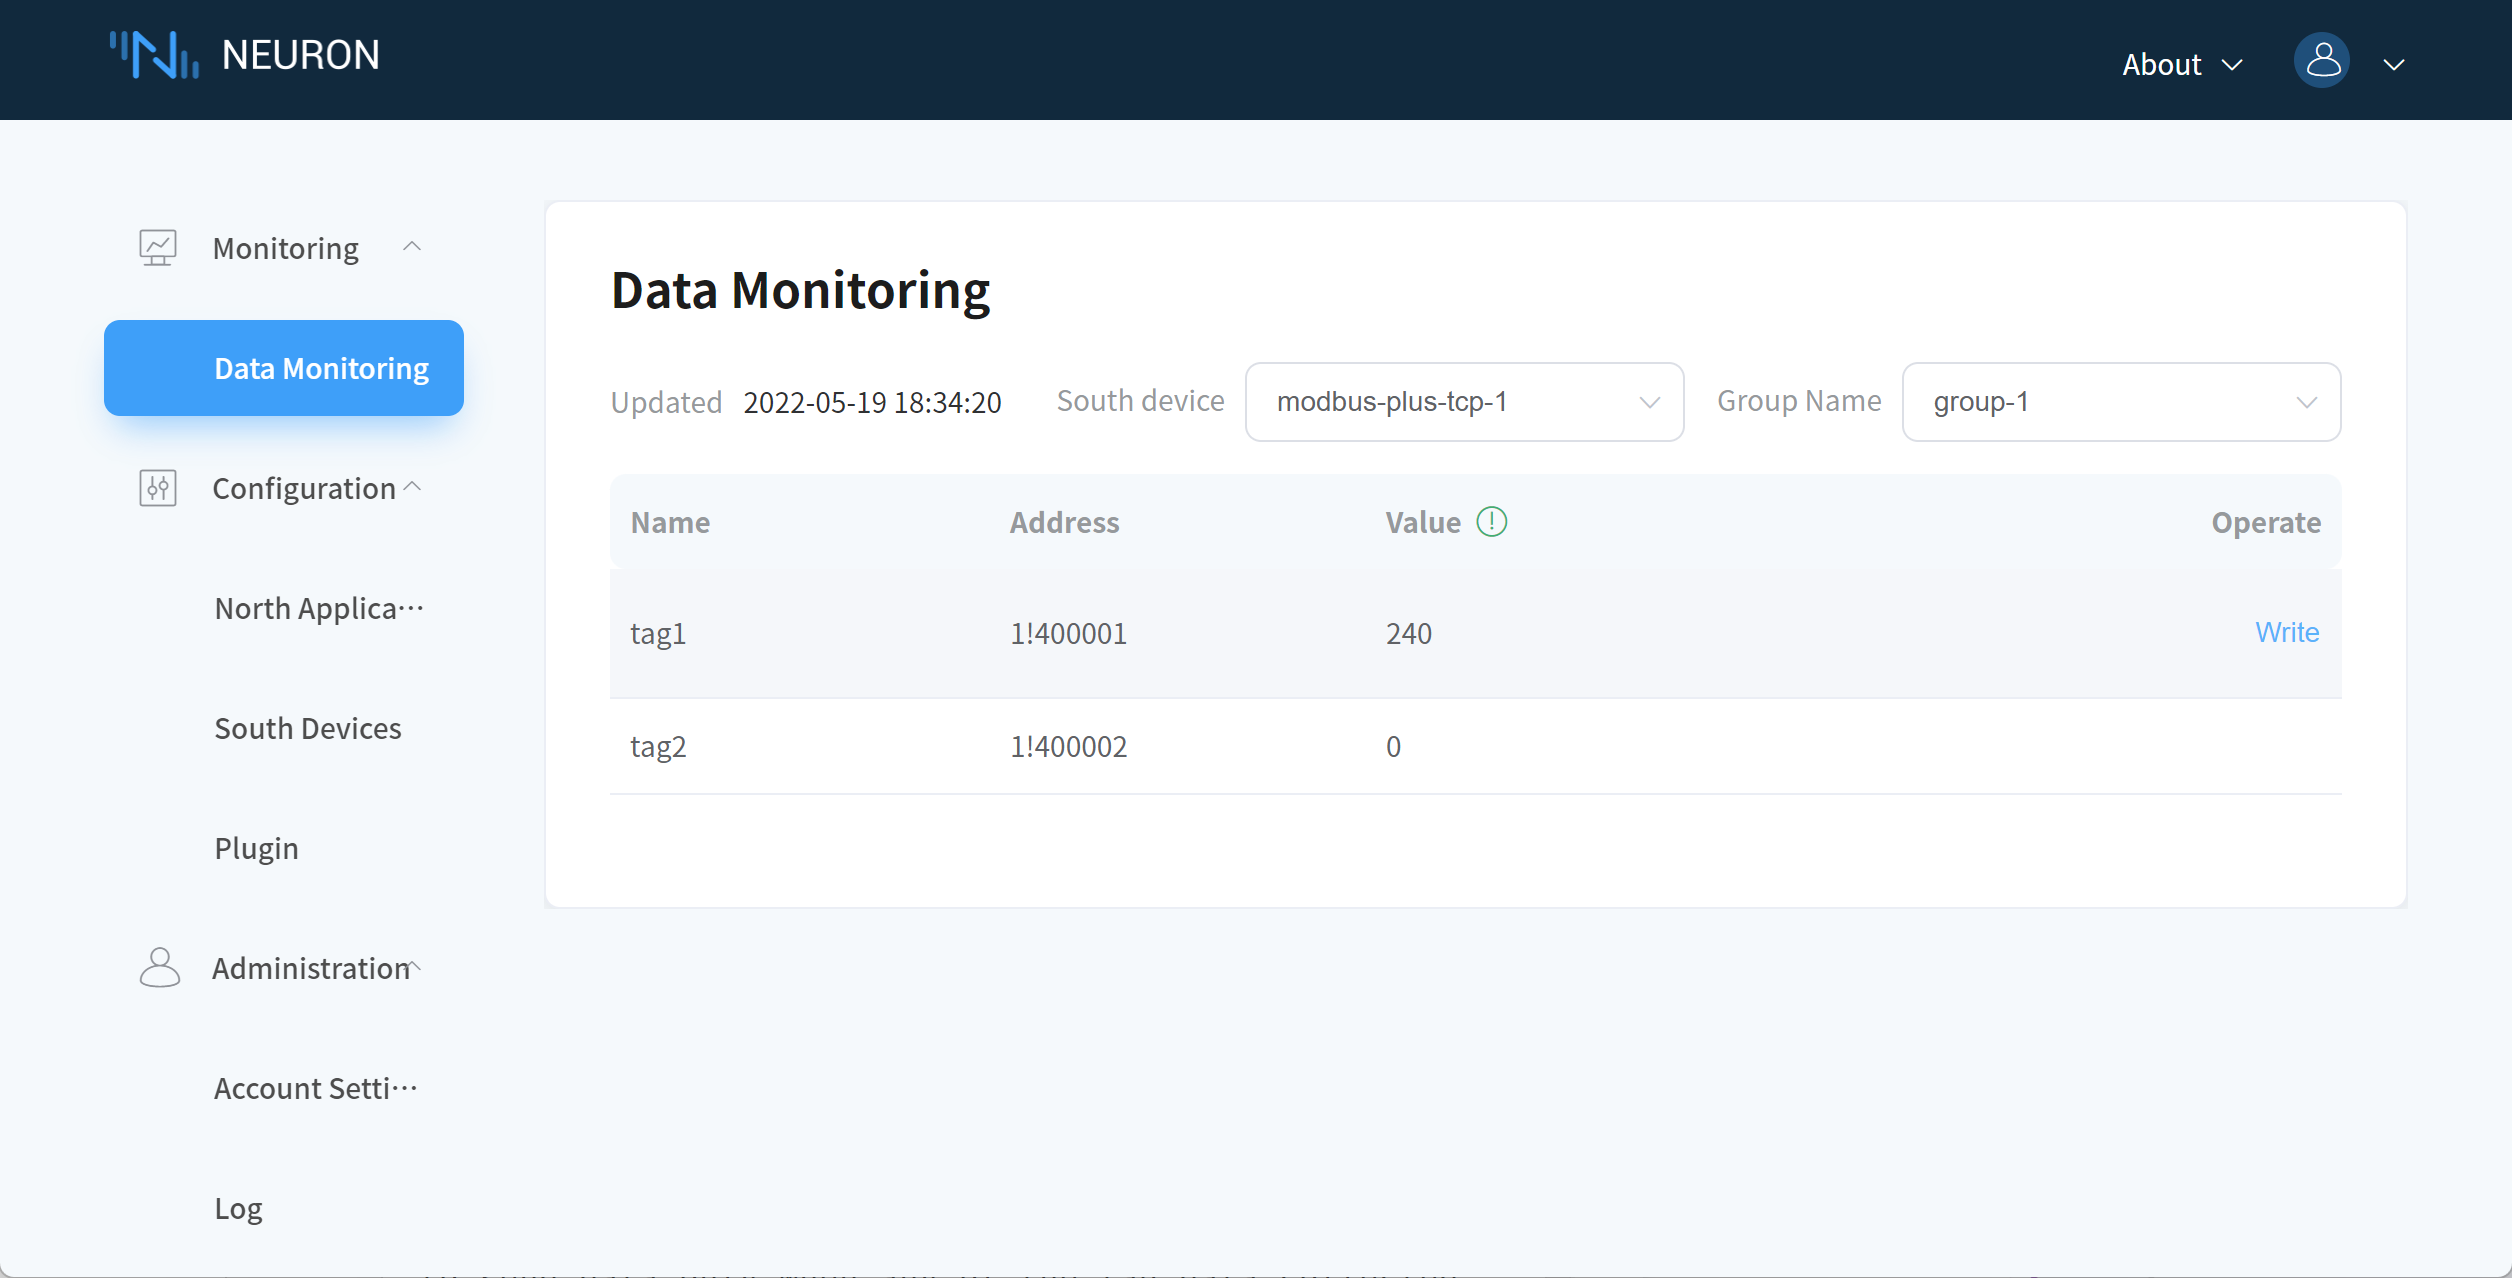 NEURON
About
Monitoring
Data Monitoring
Configuration
North Applica···
South Devices
Plugin
Administration
Account Setti···
Log
Data Monitoring
Updated 2022-05-19 18:34:20 South device modbus-plus-tcp-1 Group Name group-1
Name Address Value Operate
tag1 1!400001 240 Write
tag2 1!400002 0